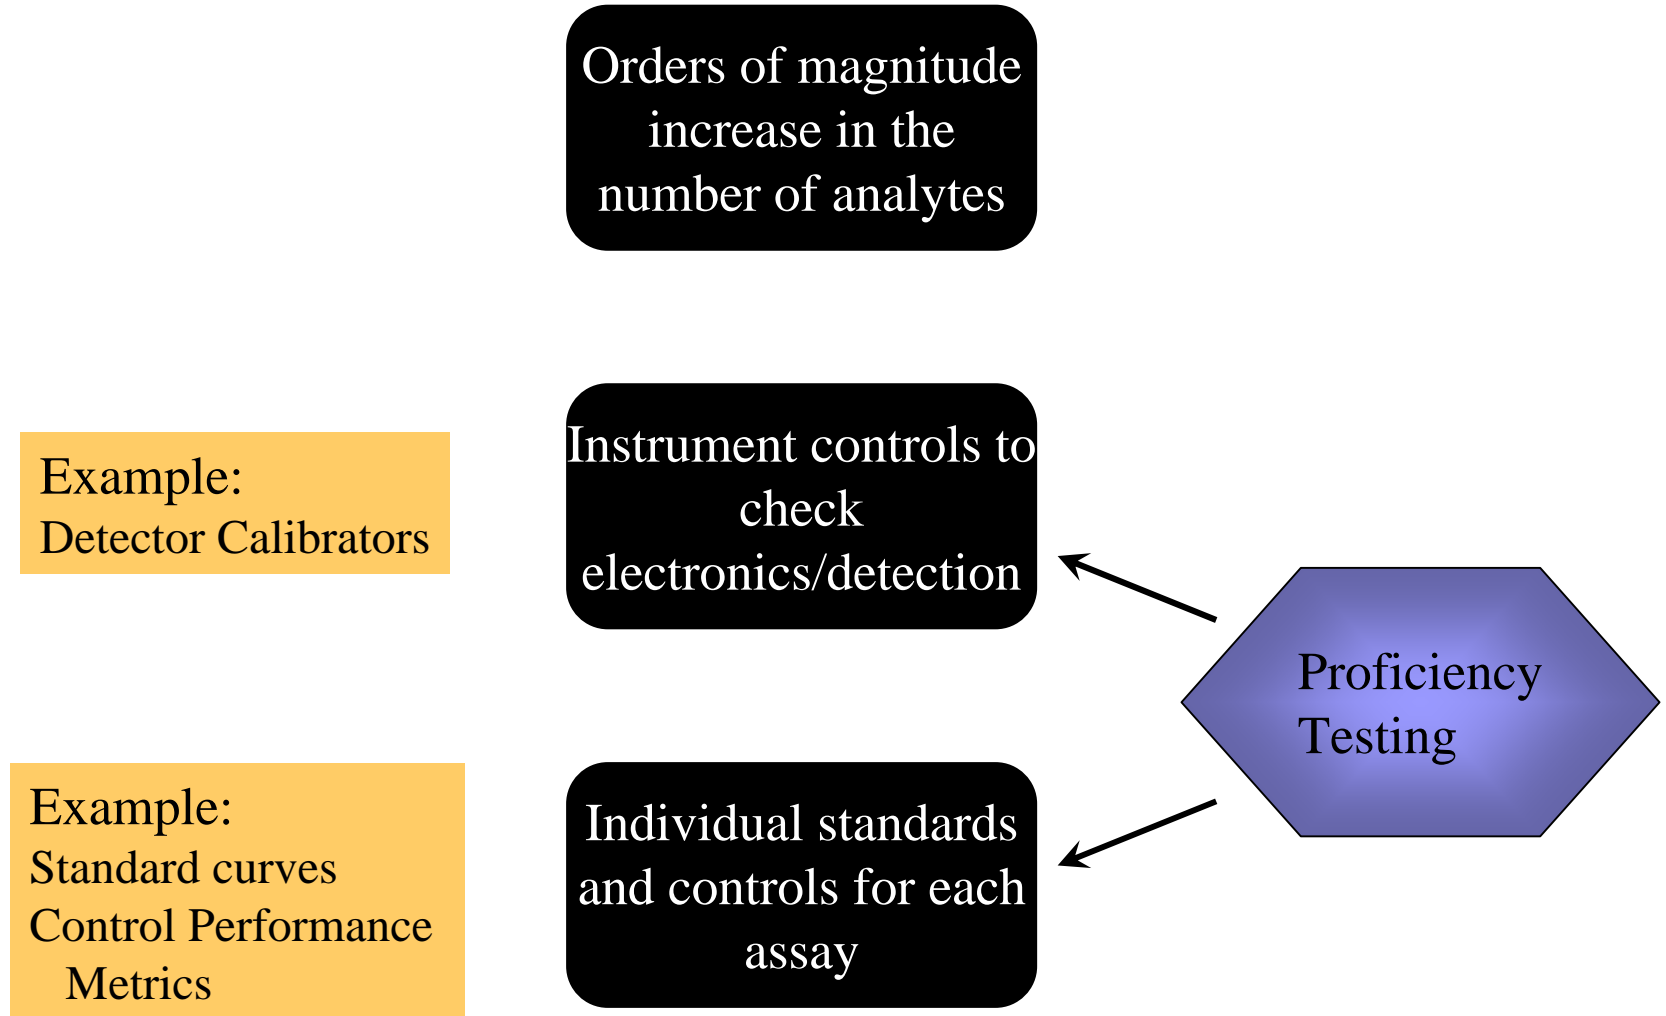 Orders of magnitude
increase in the
number of analytes
Example:
Detector Calibrators
Instrument controls to
check
electronics/detection
Proficiency
Testing
Example:
Standard curves
Control Performance
Metrics
Individual standards
and controls for each
assay